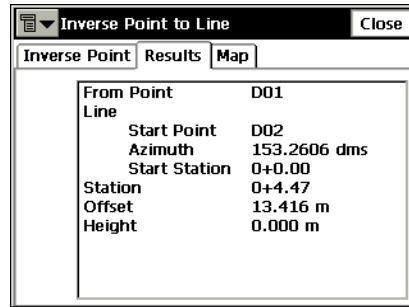 Inverse Point to Line Close
Inverse Point Results Map
From Point D01
Line
Start Point D02
Azimuth 153.2606 dms
Start Station 0+0.00
Station 0+4.47
Offset 13.416 m
Height 0.000 m